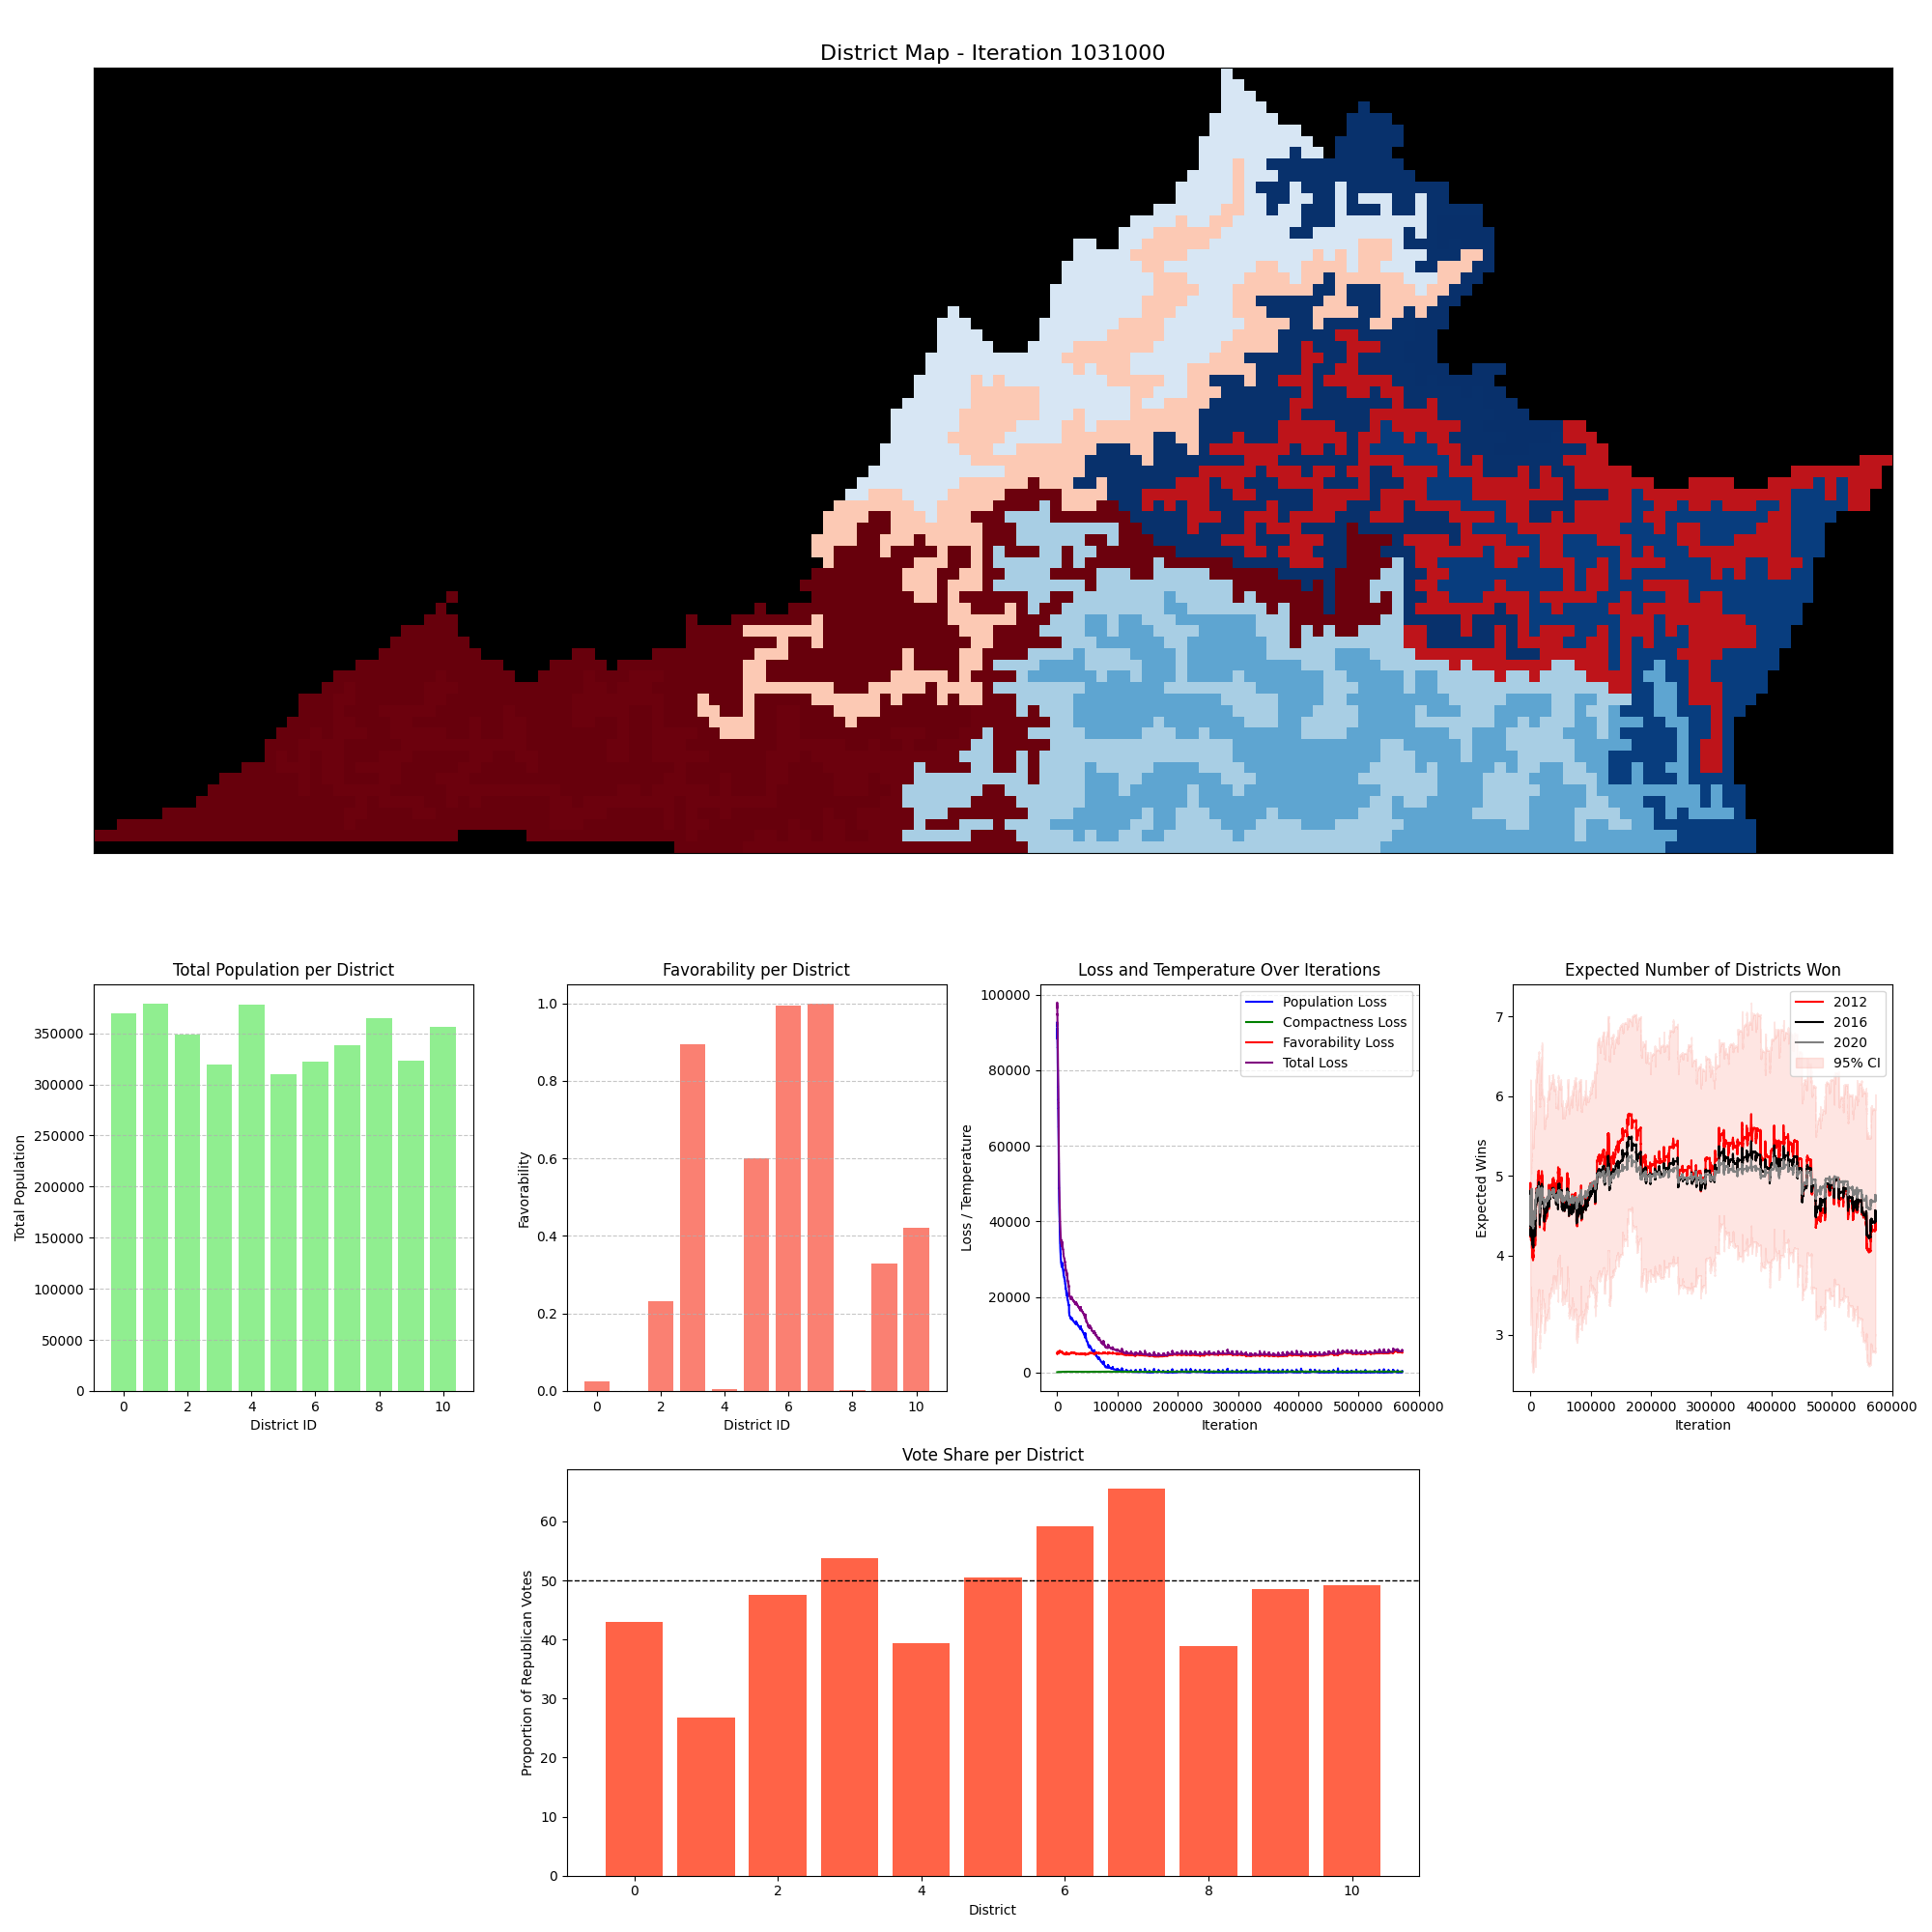 District Map - Iteration 1031000
Total Population per District
Total Population
350000
300000
250000
200000
150000
100000
50000
0
0 2 4 6 8 10
District ID
Favorability per District
Favorability
1.0
0.8
0.6
0.4
0.2
0.0
0 2 4 6 8 10
District ID
Loss and Temperature Over Iterations
Loss / Temperature
100000
80000
60000
40000
20000
0
Population Loss
Compactness Loss
Favorability Loss
Total Loss
0 100000 200000 300000 400000 500000 600000
Iteration
Expected Number of Districts Won
Expected Wins
7
6
5
4
3
2012
2016
2020
95% CI
0 100000 200000 300000 400000 500000 600000
Iteration
Vote Share per District
Proportion of Republican Votes
60
50
40
30
20
10
0
0 2 4 6 8 10
District